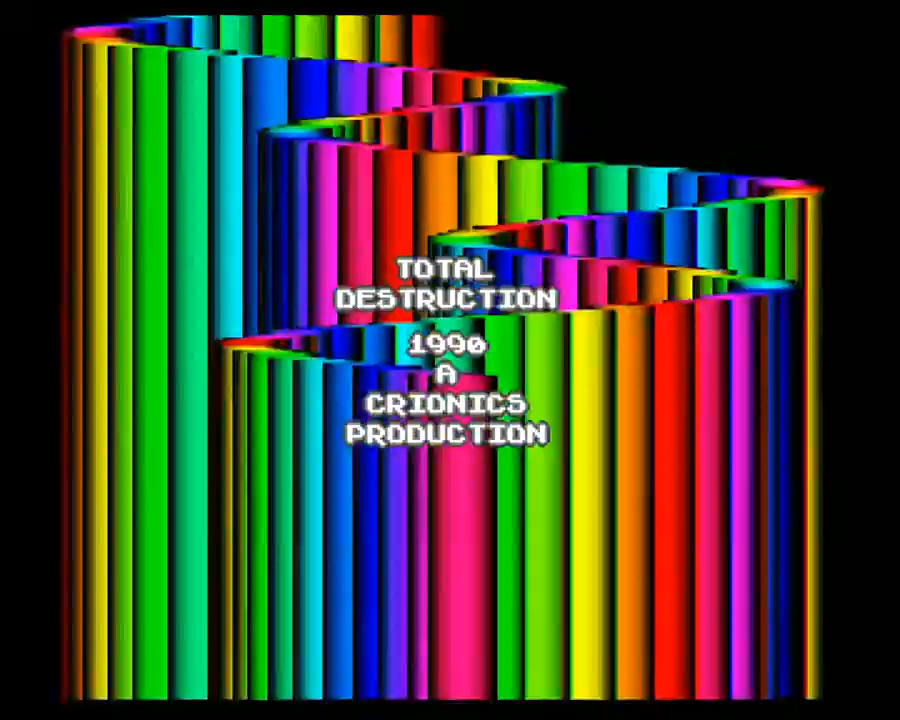 TOTAL
DESTRUCTION
1990
A
CRIONICS
PRODUCTION